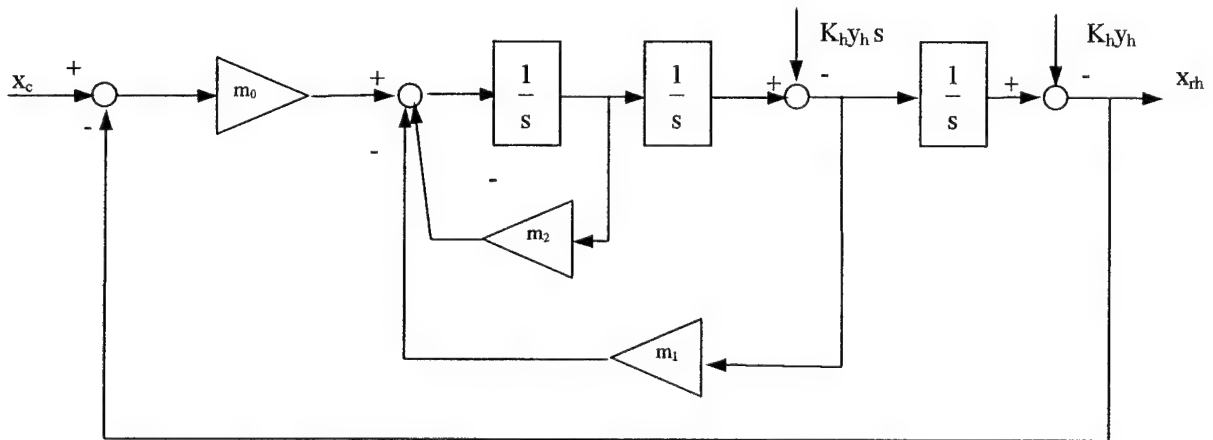 K_h y_h s
K_h y_h
x_c
+
-
m_0
+
-
1
s
-
m_2
1
s
+
-
m_1
1
s
+
-
x_rh